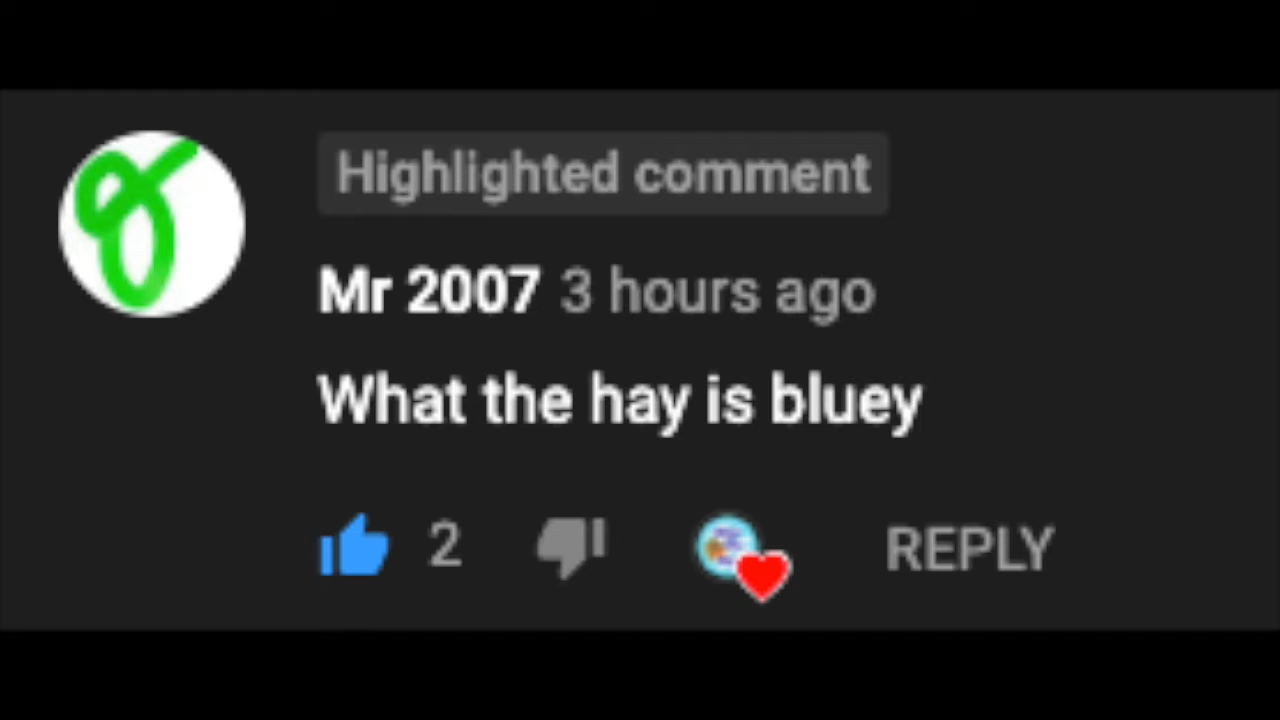 Highlighted comment
Mr 2007 3 hours ago
What the hay is bluey
2 REPLY